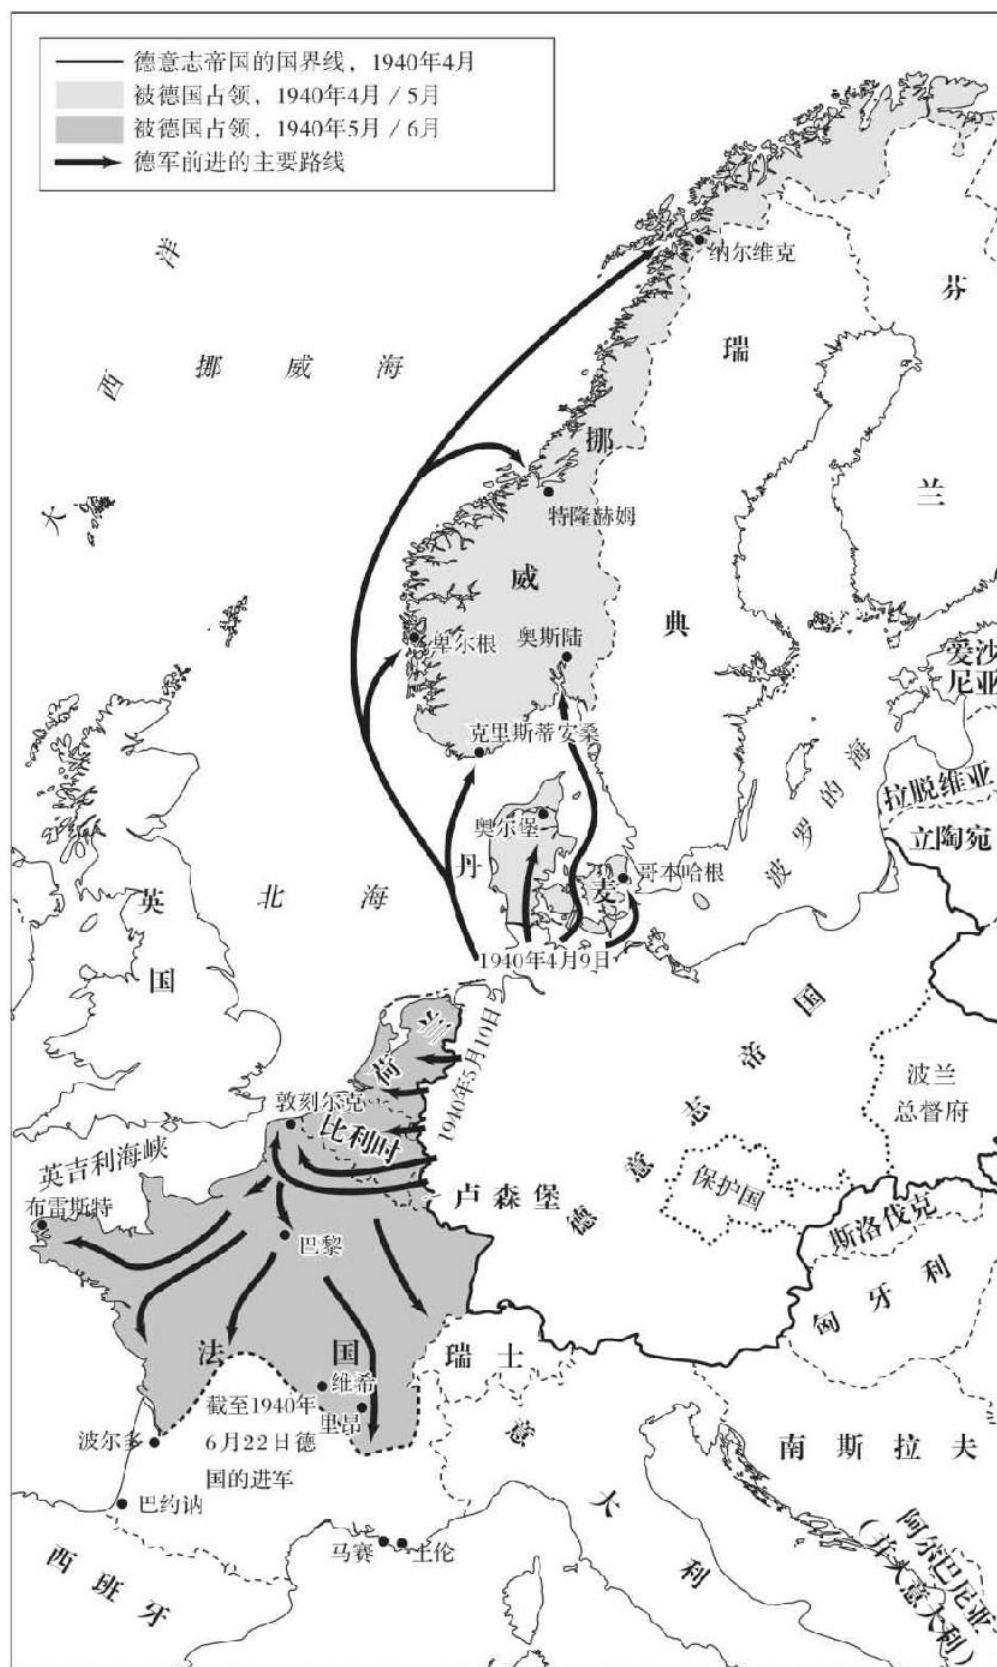 德意志帝国的国界线，1940年4月
被德国占领，1940年4月／5月
被德国占领，1940年5月／6月
德军前进的主要路线
大西洋
挪威海
纳尔维克
芬兰
瑞典
挪威
特隆赫姆
卑尔根
奥斯陆
克里斯蒂安桑
爱沙
尼亚
拉脱维亚
立陶宛
波罗的海
奥尔堡
丹麦
哥本哈根
北海
英国
1940年4月9日
荷兰
1940年5月10日
敦刻尔克
比利时
英吉利海峡
布雷斯特
卢森堡
德意志帝国
波兰
总督府
保护国
斯洛伐克
匈牙利
巴黎
法国
瑞士
维希
里昂
截至1940年
6月22日德
国的进军
波尔多
巴约讷
马赛
土伦
西班牙
意大利
南斯拉夫
阿尔巴尼亚
（并入意大利）